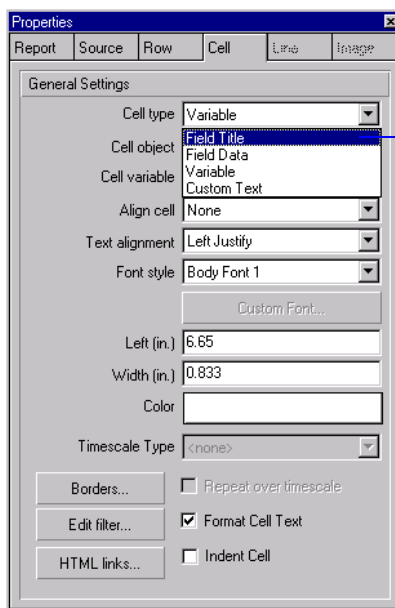 Properties
Report Source Row Cell Line Image
General Settings
Cell type Variable
Cell object Field Title
Field Data
Cell variable Variable
Custom Text
Align cell None
Text alignment Left Justify
Font style Body Font 1
Custom Font...
Left (in.) 6.65
Width (in.) 0.833
Color
Timescale Type <none>
Borders... Repeat over timescale
Edit filter... Format Cell Text
HTML links... Indent Cell